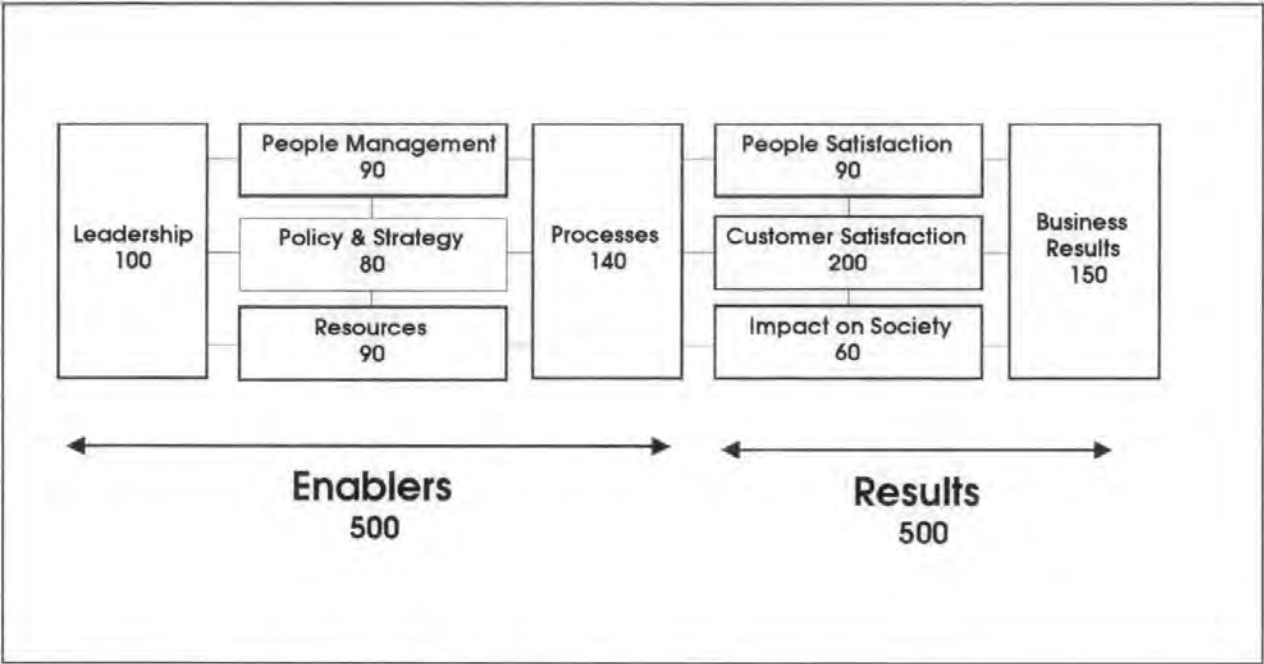 Leadership
100
People Management
90
Policy & Strategy
80
Resources
90
Processes
140
People Satisfaction
90
Customer Satisfaction
200
Impact on Society
60
Business
Results
150
Enablers
500
Results
500